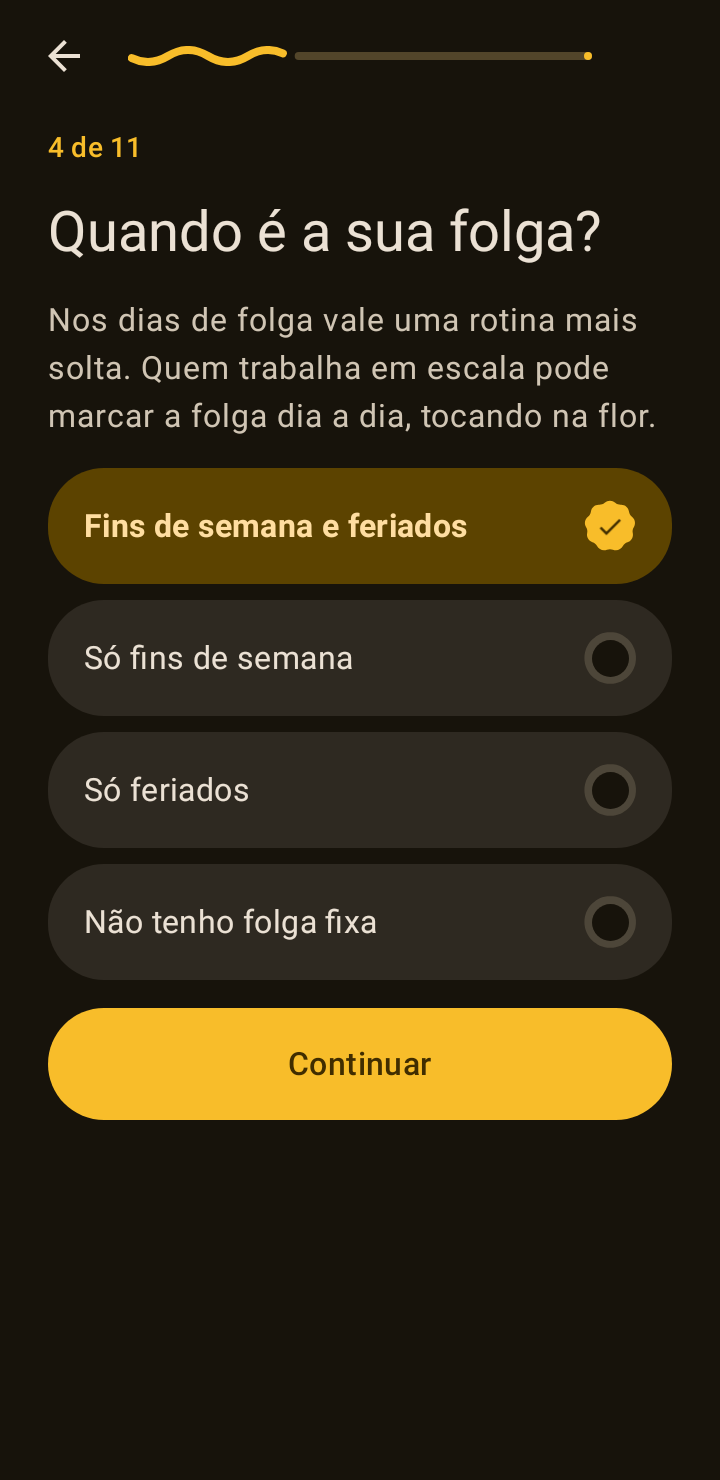 4 de 11
Quando é a sua folga?
Nos dias de folga vale uma rotina mais
solta. Quem trabalha em escala pode
marcar a folga dia a dia, tocando na flor.
Fins de semana e feriados
Só fins de semana
Só feriados
Não tenho folga fixa
Continuar